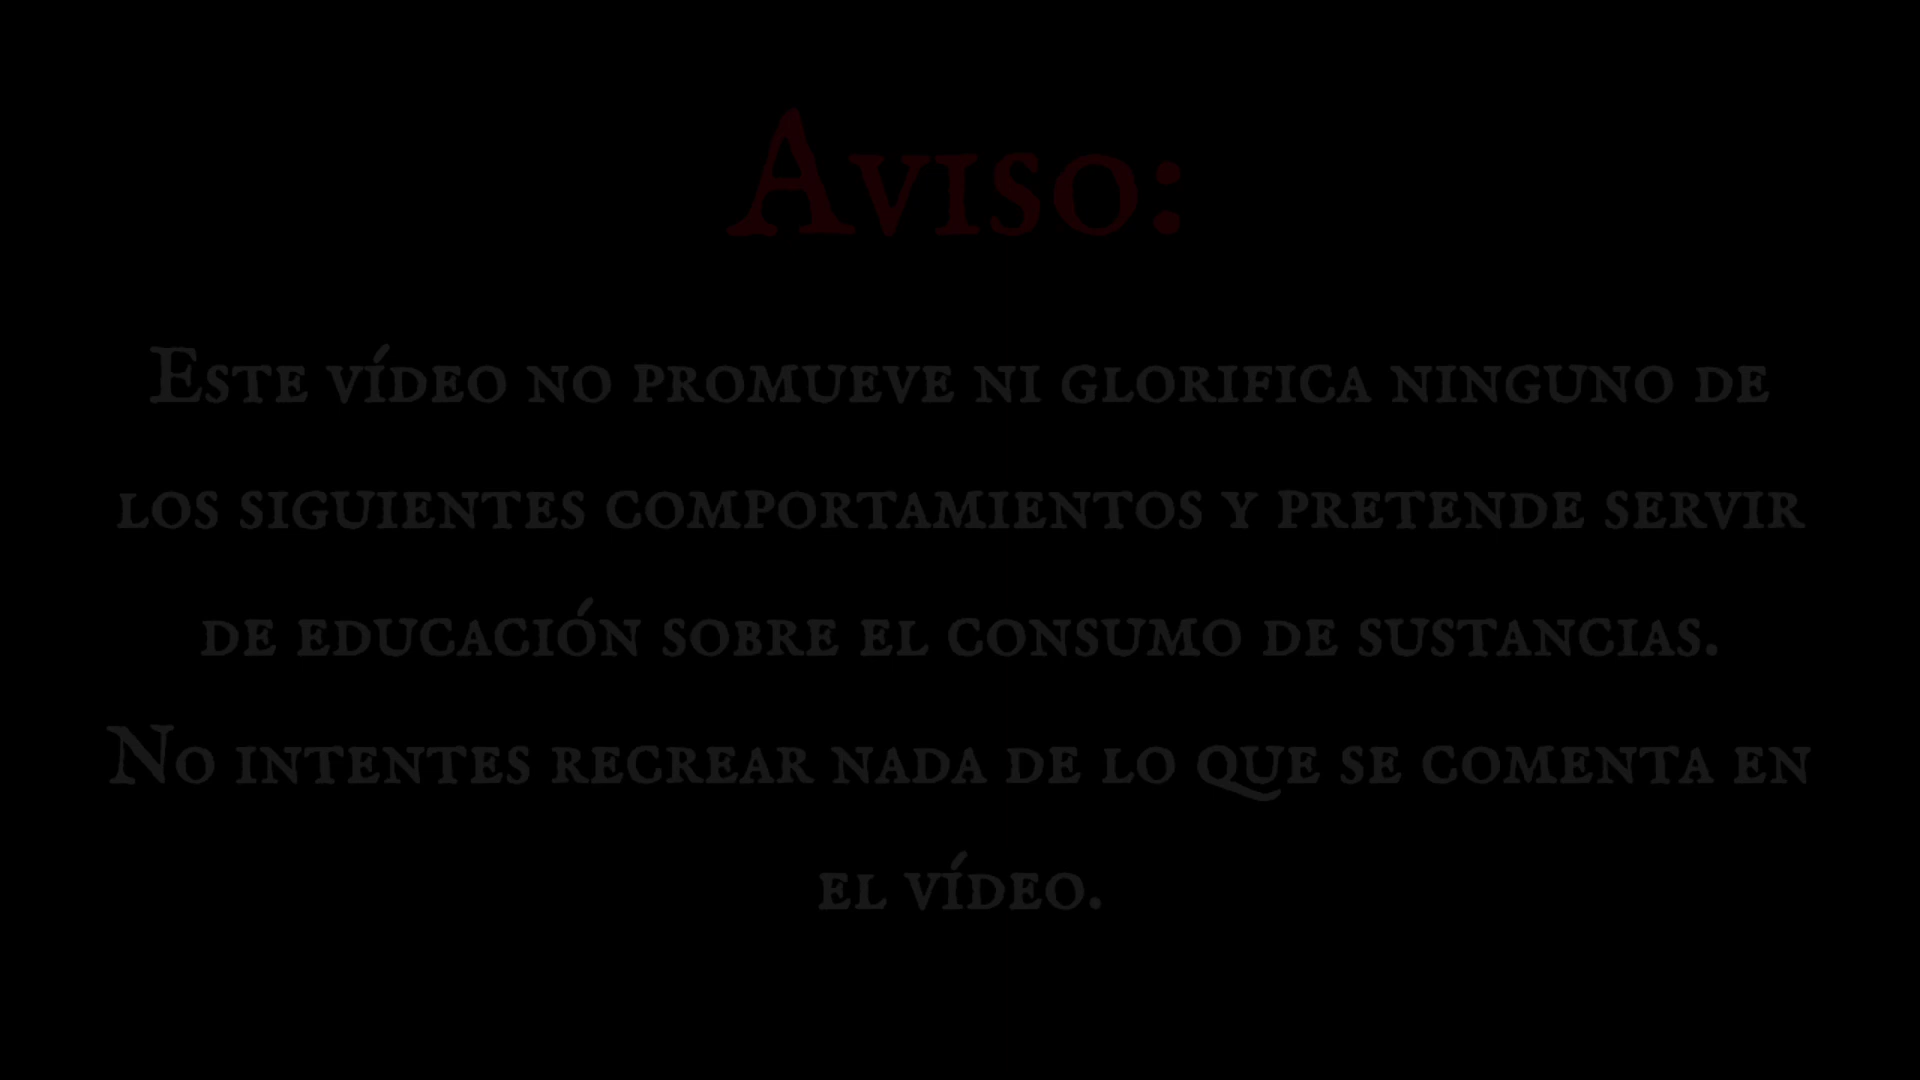 Aviso:
Este vídeo no promueve ni glorifica ninguno de
los siguientes comportamientos y pretende servir
de educación sobre el consumo de sustancias.
No intentes recrear nada de lo que se comenta en
el vídeo.